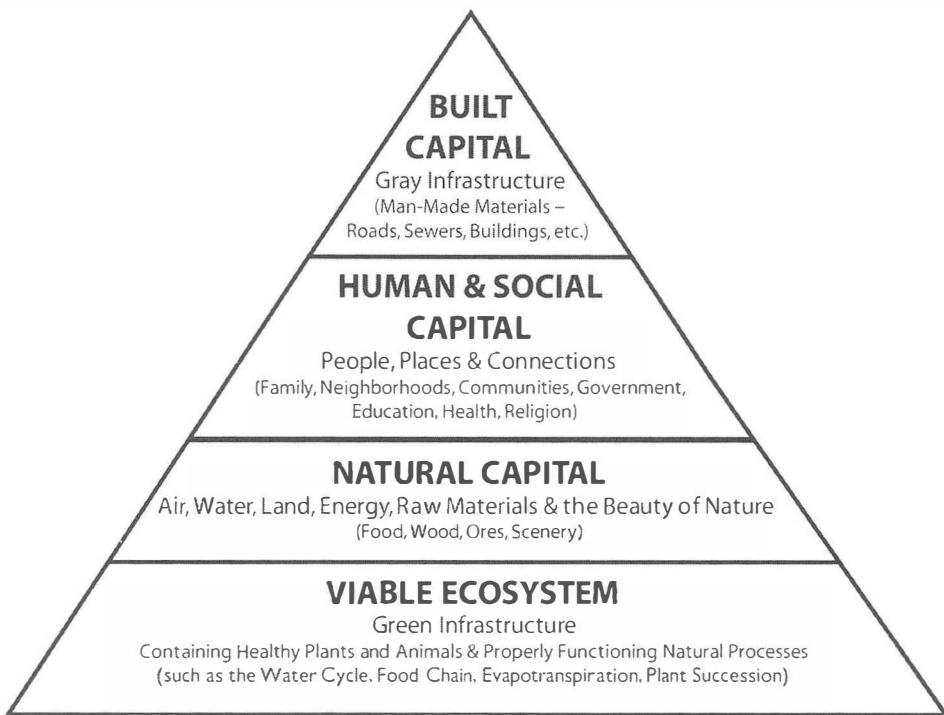 BUILT
CAPITAL
Gray Infrastructure
(Man-Made Materials –
Roads, Sewers, Buildings, etc.)
HUMAN & SOCIAL
CAPITAL
People, Places & Connections
(Family, Neighborhoods, Communities, Government,
Education, Health, Religion)
NATURAL CAPITAL
Air, Water, Land, Energy, Raw Materials & the Beauty of Nature
(Food, Wood, Ores, Scenery)
VIABLE ECOSYSTEM
Green Infrastructure
Containing Healthy Plants and Animals & Properly Functioning Natural Processes
(such as the Water Cycle, Food Chain, Evapotranspiration, Plant Succession)